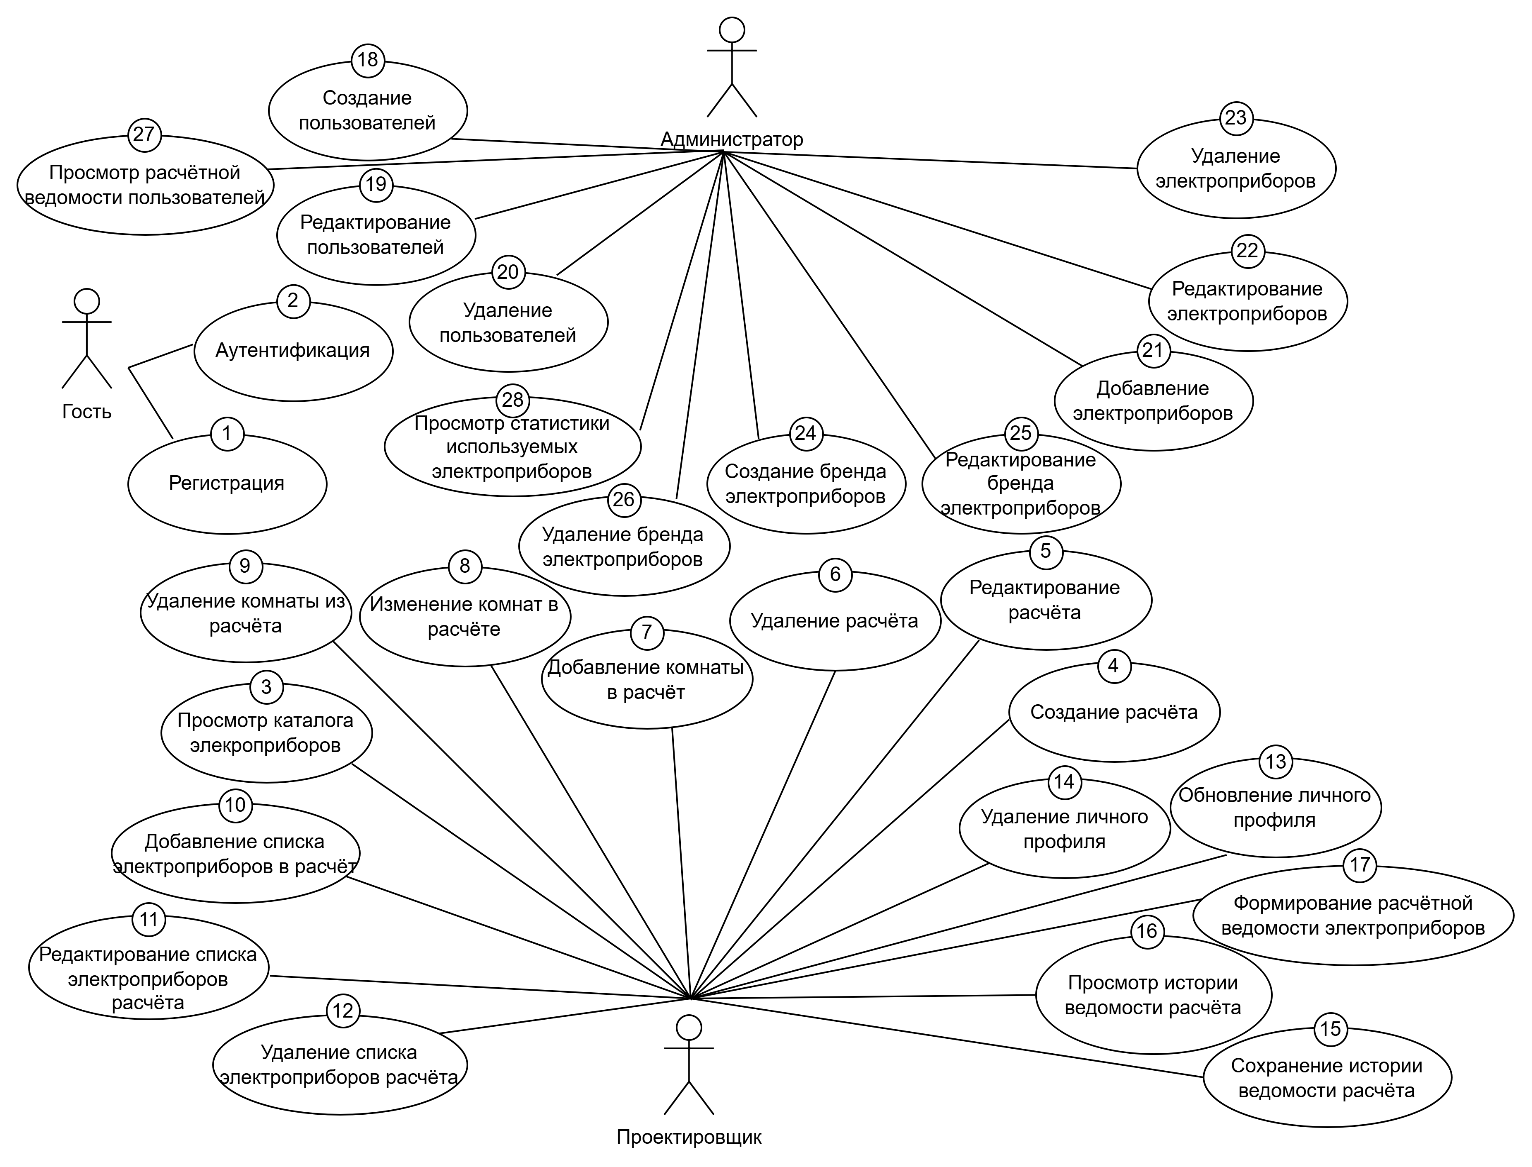 18
Создание
пользователей
Администратор
27
Просмотр расчётной
ведомости пользователей
23
Удаление
электроприборов
19
Редактирование
пользователей
22
Редактирование
электроприборов
20
Удаление
пользователей
2
Аутентификация
Гость
21
Добавление
электроприборов
28
Просмотр статистики
используемых
электроприборов
1
Регистрация
24
Создание бренда
электроприборов
25
Редактирование
бренда
электроприборов
26
Удаление бренда
электроприборов
9
Удаление комнаты из
расчёта
8
Изменение комнат в
расчёте
7
Добавление комнаты
в расчёт
6
Удаление расчёта
5
Редактирование
расчёта
3
Просмотр каталога
элекроприборов
4
Создание расчёта
10
Добавление списка
электроприборов в расчёт
14
Удаление личного
профиля
13
Обновление личного
профиля
17
Формирование расчётной
ведомости электроприборов
11
Редактирование списка
электроприборов
расчёта
16
Просмотр истории
ведомости расчёта
12
Удаление списка
электроприборов расчёта
15
Сохранение истории
ведомости расчёта
Проектировщик